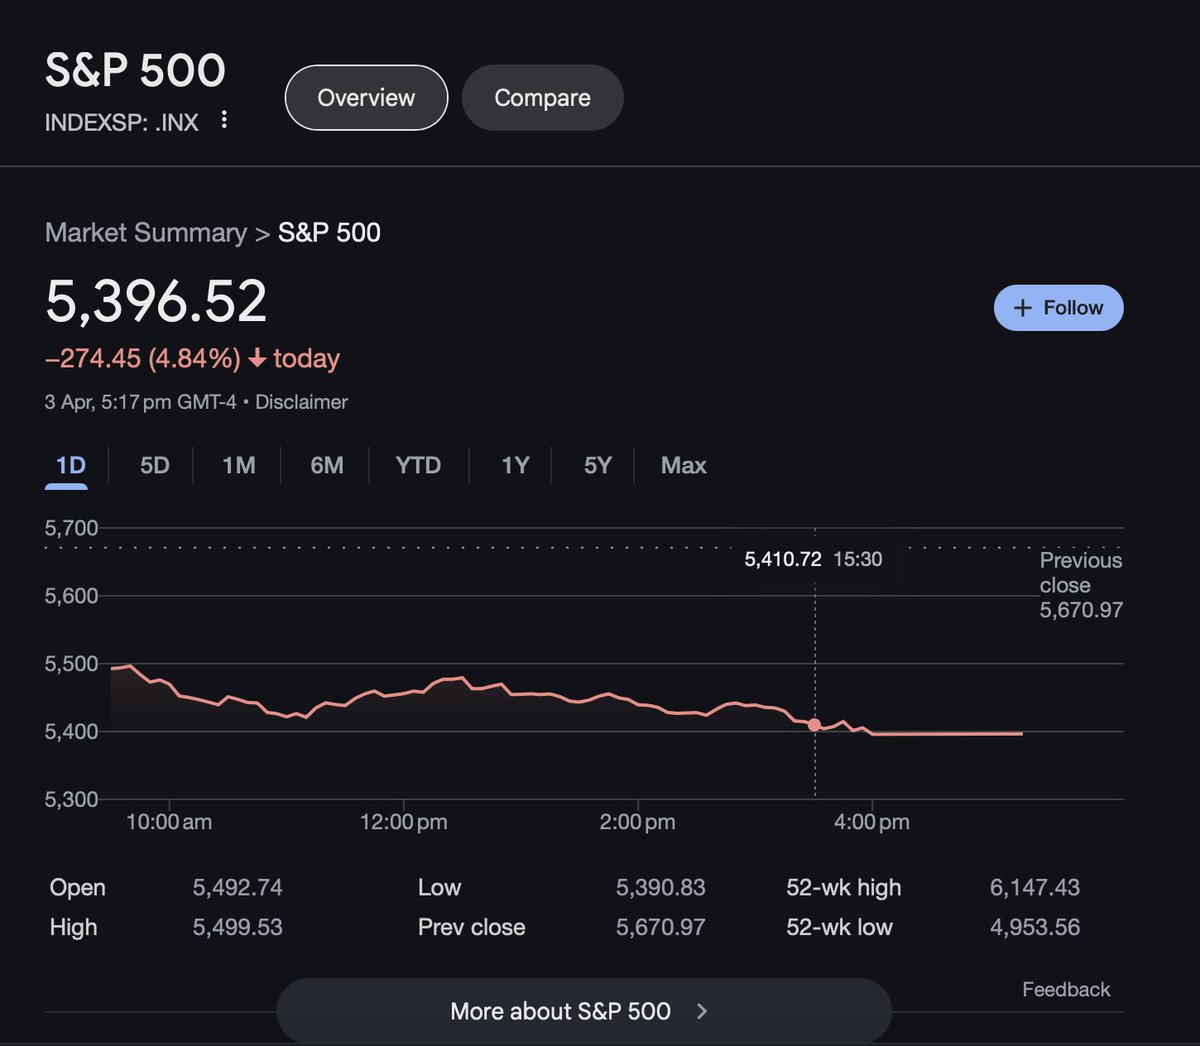 S&P 500
INDEXSP: .INX
Overview
Compare
Market Summary > S&P 500
5,396.52
+ Follow
−274.45 (4.84%) ↓ today
3 Apr, 5:17 pm GMT-4 • Disclaimer
1D 5D 1M 6M YTD 1Y 5Y Max
5,700
5,410.72 15:30
Previous
close
5,670.97
5,600
5,500
5,400
5,300
10:00 am 12:00 pm 2:00 pm 4:00 pm
Open 5,492.74 Low 5,390.83 52-wk high 6,147.43
High 5,499.53 Prev close 5,670.97 52-wk low 4,953.56
Feedback
More about S&P 500 >